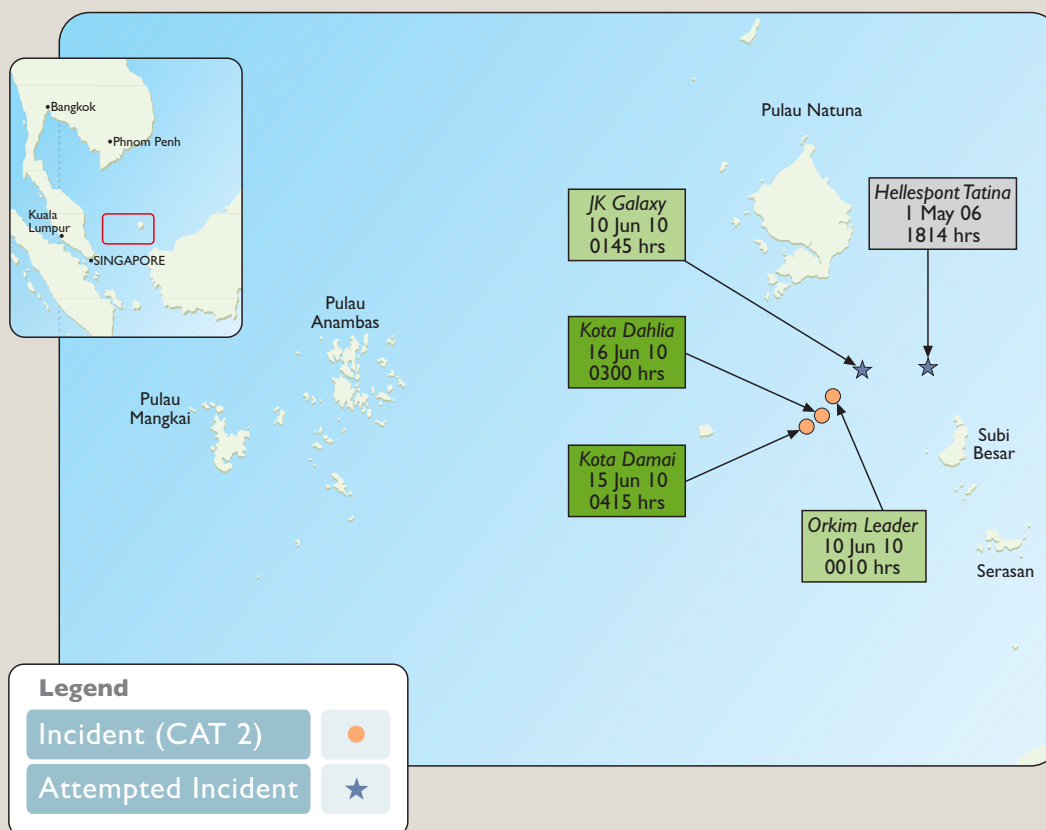 Bangkok
Phnom Penh
Kuala
Lumpur
SINGAPORE
Pulau Natuna
Hellespont Tatina
1 May 06
1814 hrs
JK Galaxy
10 Jun 10
0145 hrs
Pulau
Anambas
Kota Dahlia
16 Jun 10
0300 hrs
Pulau
Mangkai
Kota Damai
15 Jun 10
0415 hrs
Subi
Besar
Orkim Leader
10 Jun 10
0010 hrs
Serasan
Legend
Incident (CAT 2)
Attempted Incident